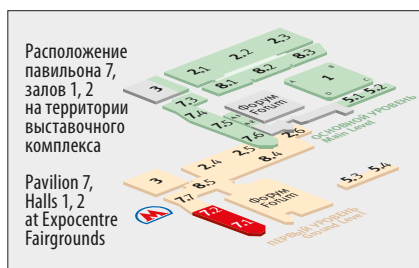 Расположение
павильона 7,
залов 1, 2
на территории
выставочного
комплекса
Pavilion 7,
Halls 1, 2
at Expocentre
Fairgrounds
2.1
2.2
2.3
8.1
8.2
8.3
3
1
A
B
C
D
7.3
7.4
7.5
7.6
Форум
Forum
5.1
5.2
ОСНОВНОЙ УРОВЕНЬ
Main Level
2.4
2.5
2.6
8.4
8.5
3
7.7
7.2
7.1
Форум
Forum
5.3
5.4
ПЕРВЫЙ УРОВЕНЬ
Ground Level
М